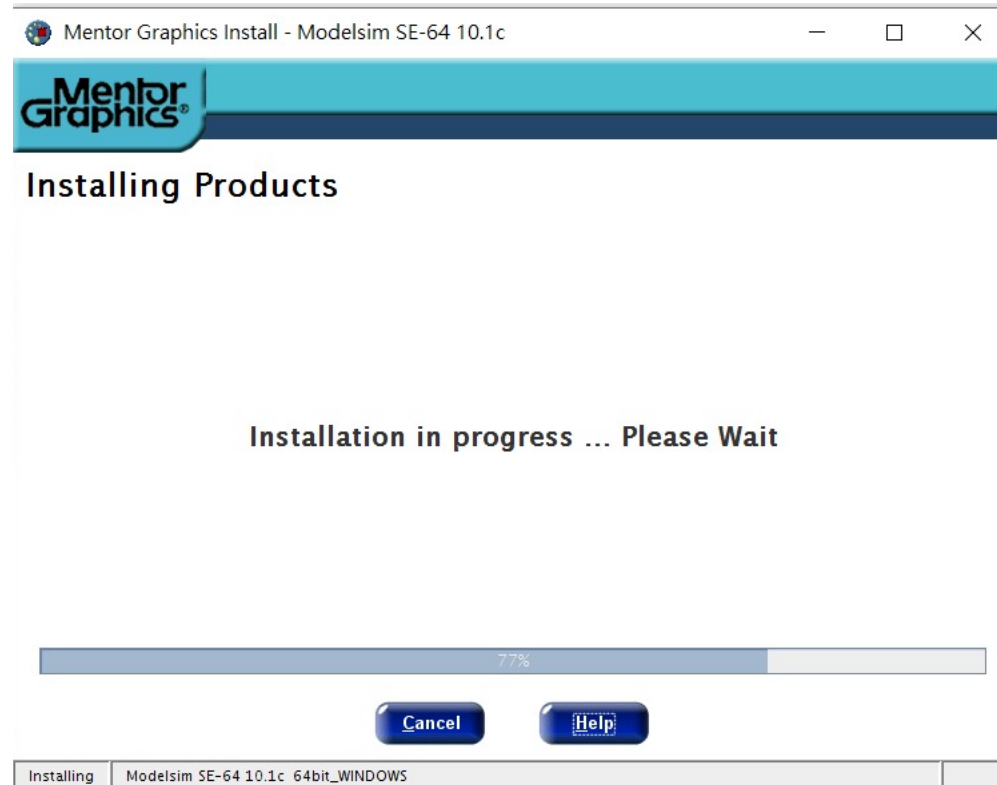 Mentor Graphics Install - Modelsim SE-64 10.1c
Mentor
Graphics®
Installing Products
Installation in progress ... Please Wait
77%
Cancel
Help
Installing
Modelsim SE-64 10.1c 64bit_WINDOWS